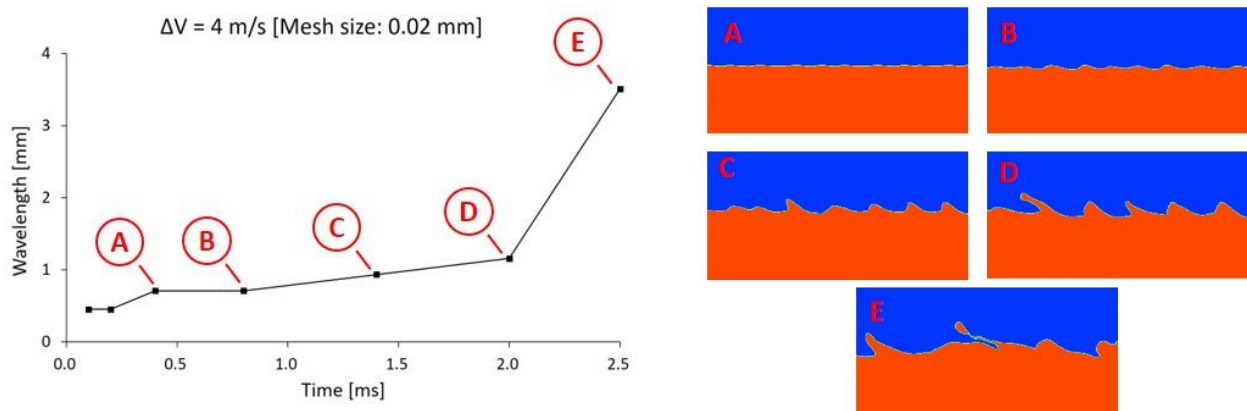 ΔV = 4 m/s [Mesh size: 0.02 mm]
4
3
2
1
0
Wavelength [mm]
0.0 0.5 1.0 1.5 2.0 2.5
Time [ms]
A
B
C
D
E
A
B
C
D
E